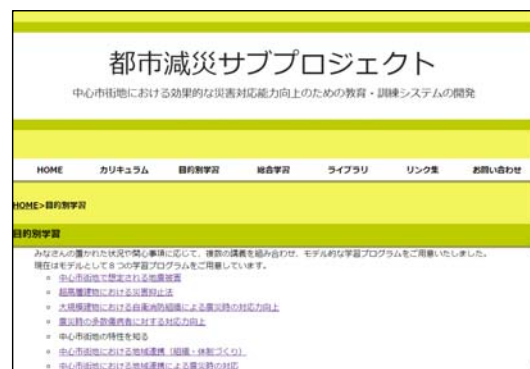 都市減災サブプロジェクト
中心市街地における効果的な災害対応能力向上のための教育・訓練システムの開発
HOME カリキュラム 目的別学習 総合学習 ライブラリ リンク集 お問い合わせ
HOME>目的別学習
目的別学習
みなさんの置かれた状況や関心事項に応じて、複数の講義を組み合わせ、モデル的な学習プログラムをご用意いたしました。
現在はモデルとして8つの学習プログラムをご用意しています。
中心市街地で想定される地震被害
超高層建物における災害抑止法
大規模建物における自衛消防組織による震災時の対応力向上
震災時の多数傷病者に対する対応力向上
中心市街地の特性を知る
中心市街地における地域連携（組織・体制づくり）
中心市街地における地域連携による震災時の対応